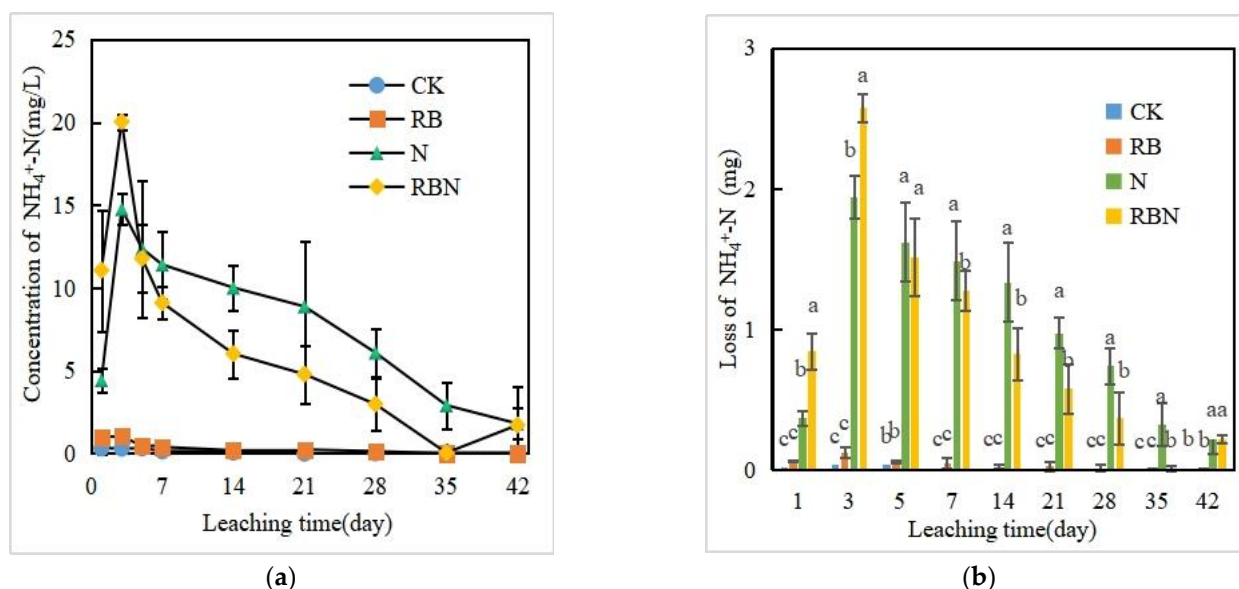 25
20
15
10
5
0
0 7 14 21 28 35 42
Concentration of NH₄⁺-N(mg/L)
Leaching time(day)
CK
RB
N
RBN
(a)
3
2
1
0
1 3 5 7 14 21 28 35 42
Loss of NH₄⁺-N (mg)
Leaching time(day)
CK
RB
N
RBN
c c b a
c c b a
b b a a
c c a b
c c a b
c c a b
c c a b
c c a b
b b a a
(b)